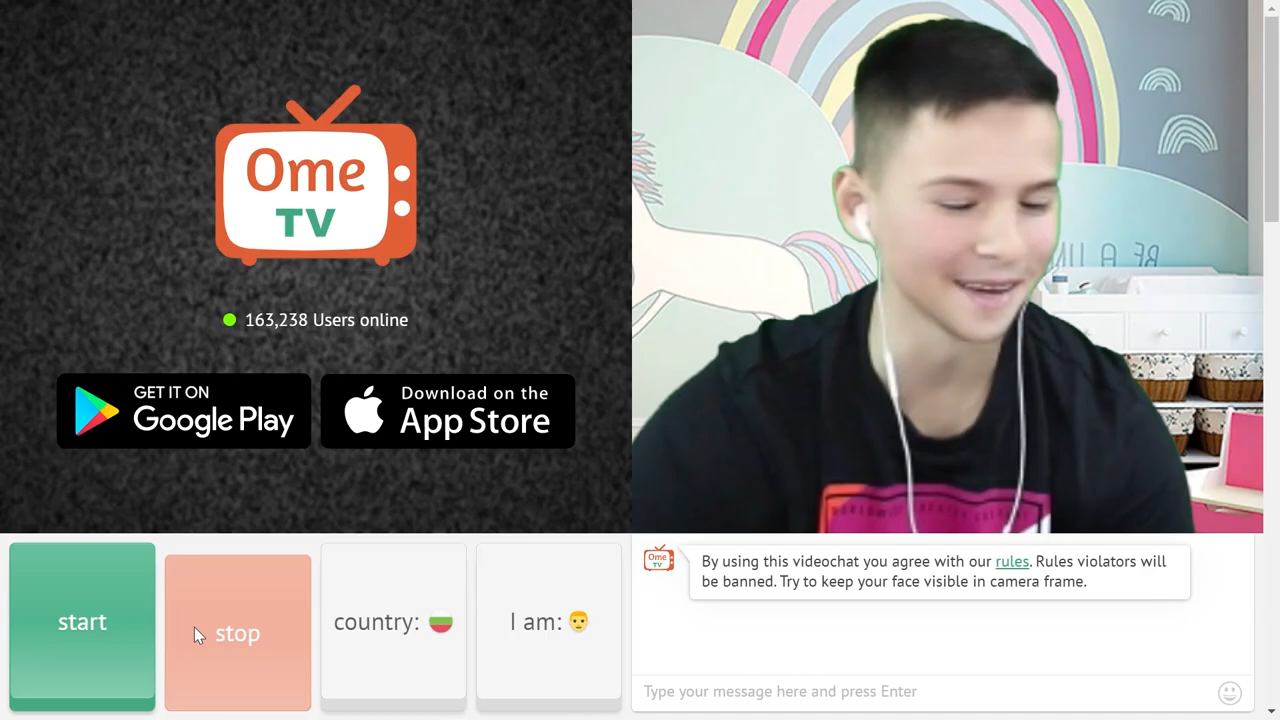 Ome
TV
163,238 Users online
GET IT ON
Google Play
Download on the
App Store
start
stop
country:
I am:
Ome
TV
By using this videochat you agree with our rules. Rules violators will
be banned. Try to keep your face visible in camera frame.
Type your message here and press Enter